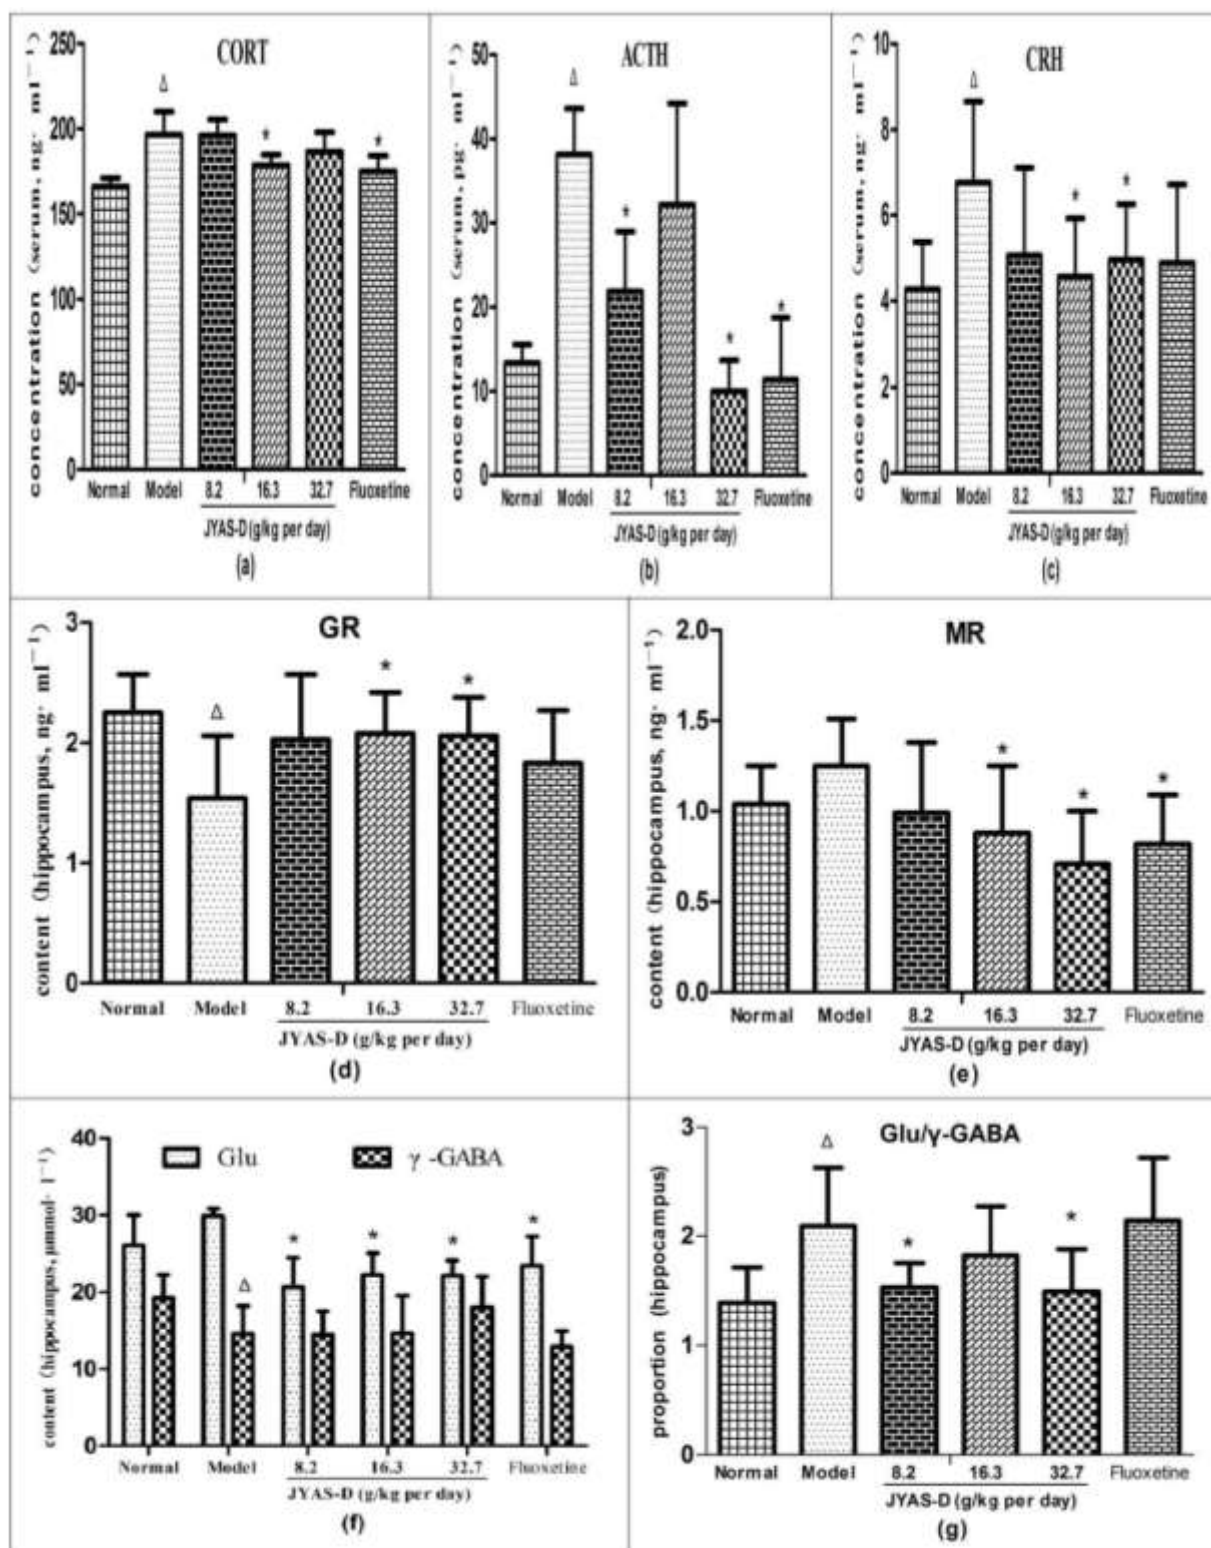 CORT
concentration (serum, ng· ml⁻¹)
250
200
150
100
50
0
Normal Model 8.2 16.3 32.7 Fluoxetine
JYAS-D (g/kg per day)
(a)
ACTH
concentration (serum, pg· ml⁻¹)
50
40
30
20
10
0
Normal Model 8.2 16.3 32.7 Fluoxetine
JYAS-D (g/kg per day)
(b)
CRH
concentration (serum, ng· ml⁻¹)
10
8
6
4
2
0
Normal Model 8.2 16.3 32.7 Fluoxetine
JYAS-D (g/kg per day)
(c)
GR
content (hippocampus, ng· ml⁻¹)
3
2
1
0
Normal Model 8.2 16.3 32.7 Fluoxetine
JYAS-D (g/kg per day)
(d)
MR
content (hippocampus, ng· ml⁻¹)
2.0
1.5
1.0
0.5
0.0
Normal Model 8.2 16.3 32.7 Fluoxetine
JYAS-D (g/kg per day)
(e)
Glu γ -GABA
content (hippocampus, μmmol· l⁻¹)
40
30
20
10
0
Normal Model 8.2 16.3 32.7 Fluoxetine
JYAS-D (g/kg per day)
(f)
Glu/γ-GABA
proportion (hippocampus)
3
2
1
0
Normal Model 8.2 16.3 32.7 Fluoxetine
JYAS-D (g/kg per day)
(g)